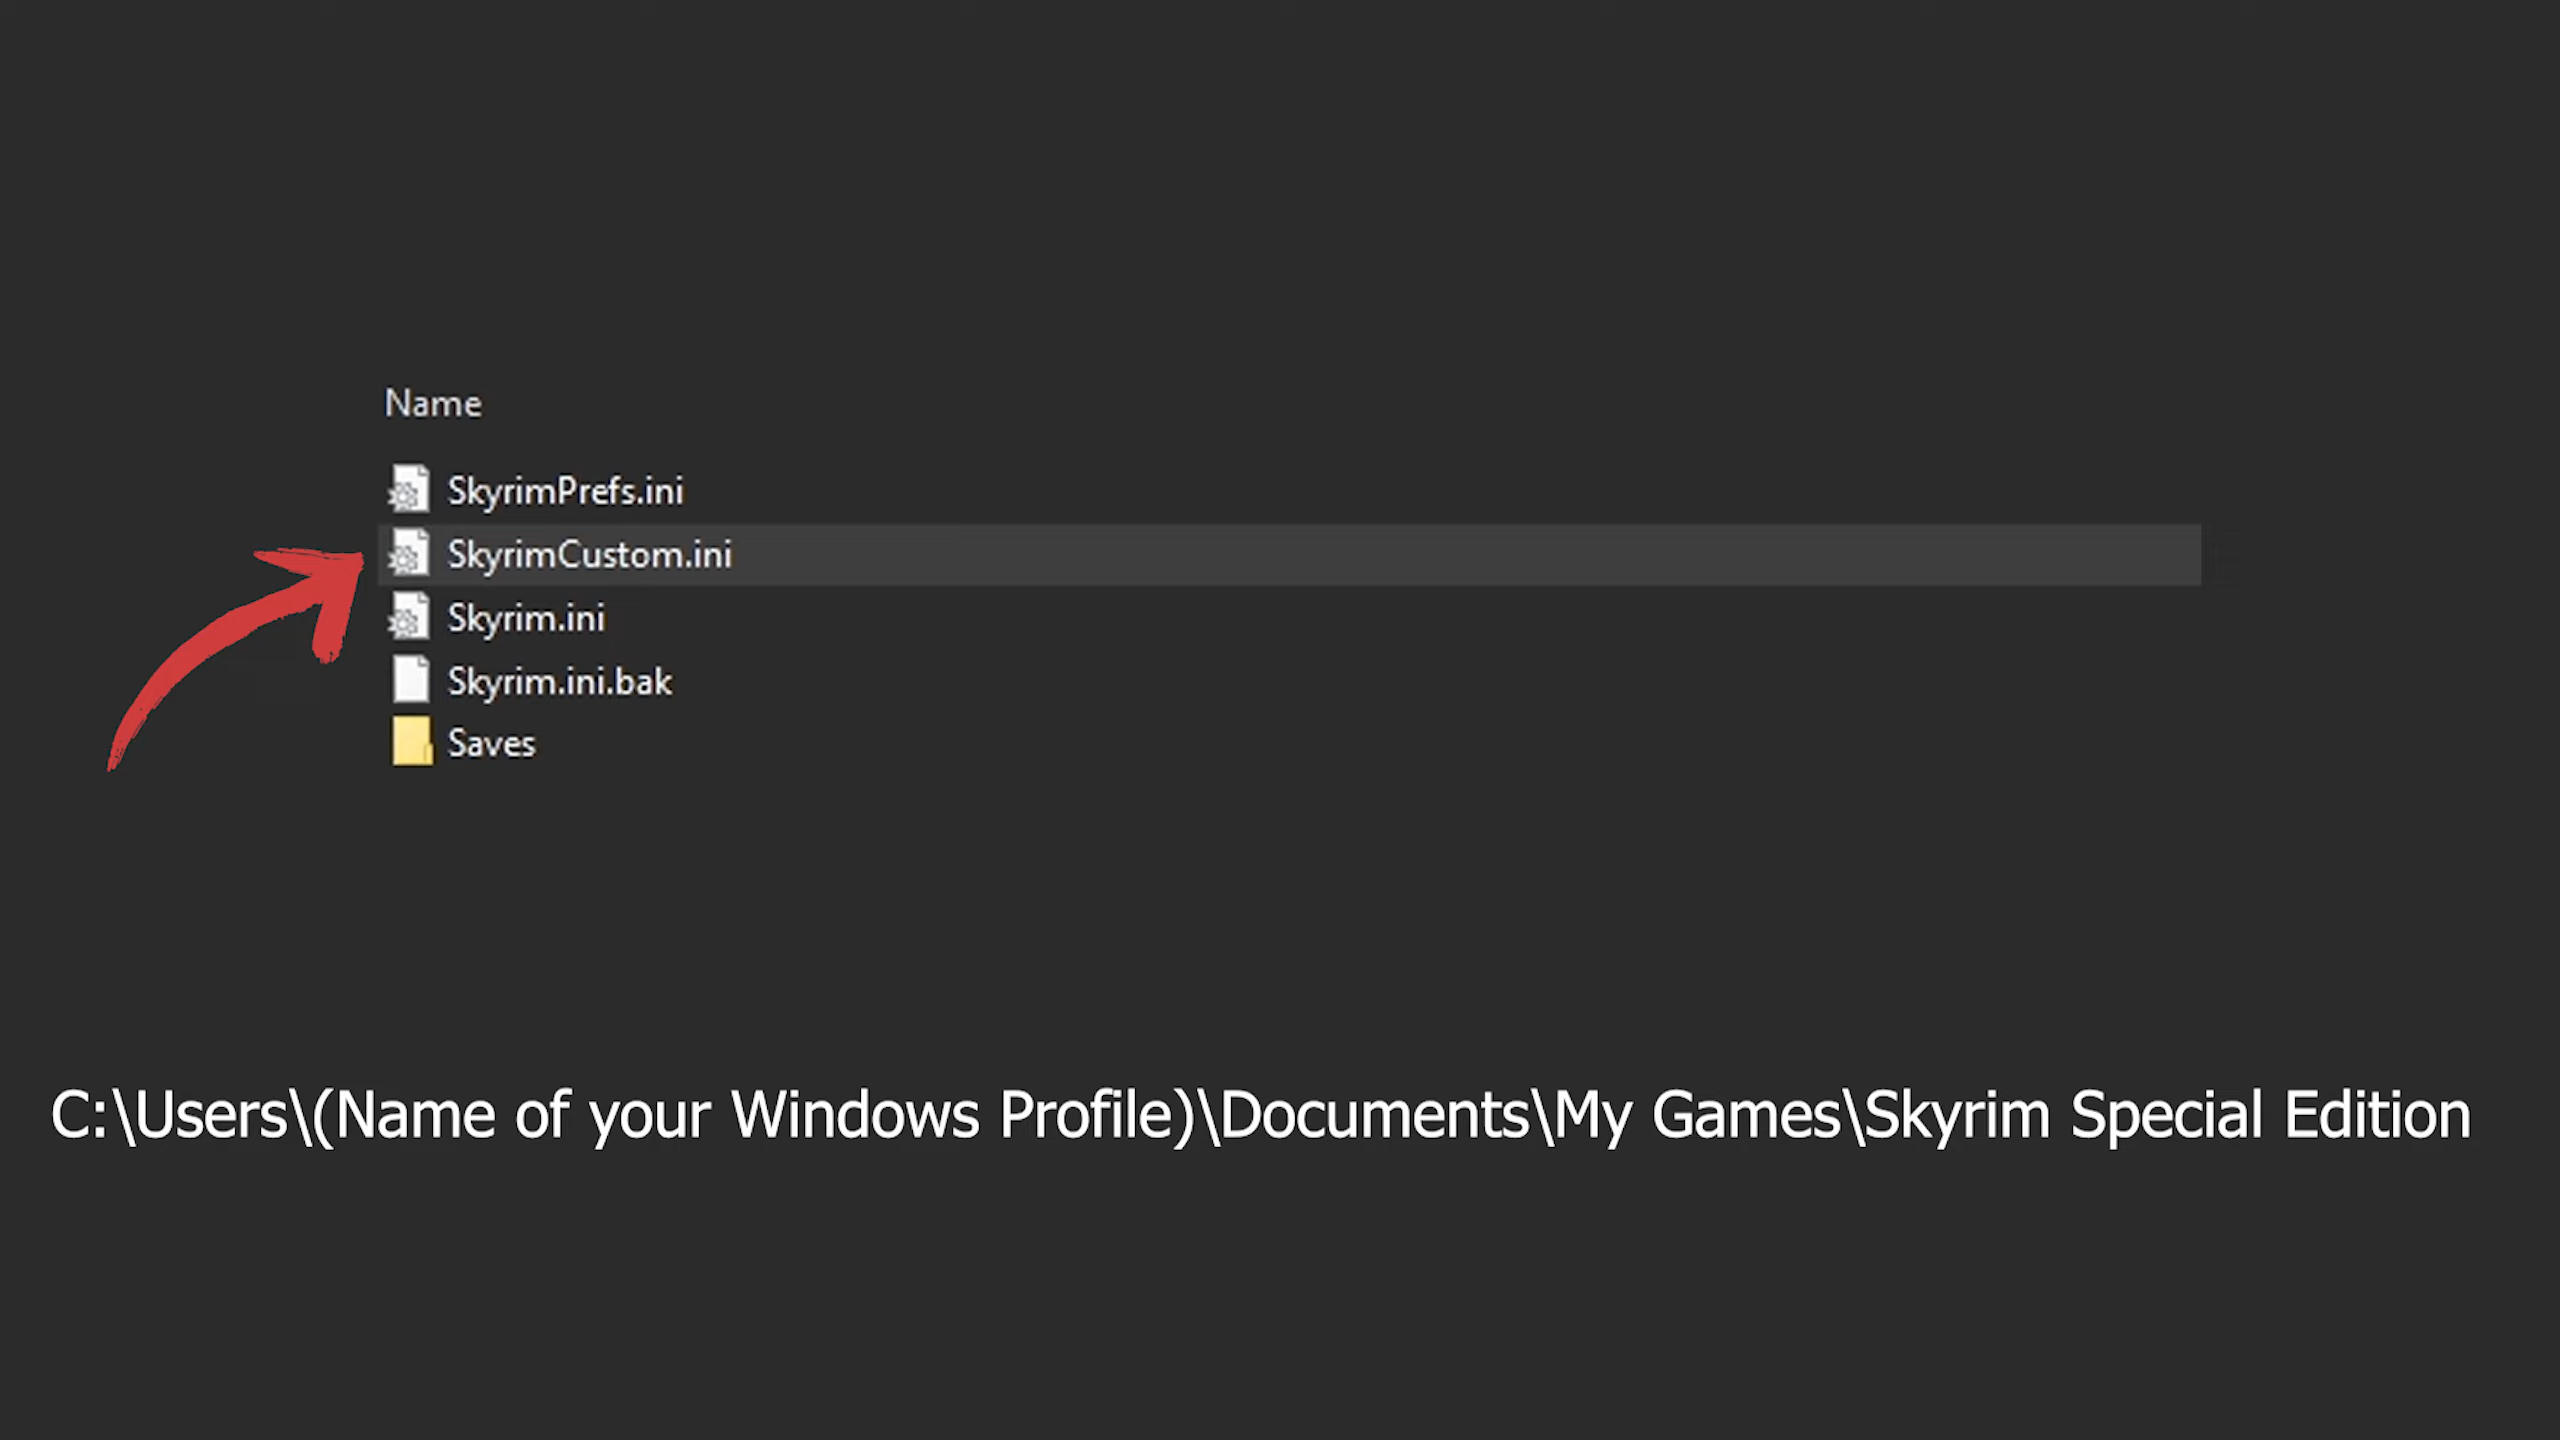 Name
SkyrimPrefs.ini
SkyrimCustom.ini
Skyrim.ini
Skyrim.ini.bak
Saves
C:\Users\(Name of your Windows Profile)\Documents\My Games\Skyrim Special Edition